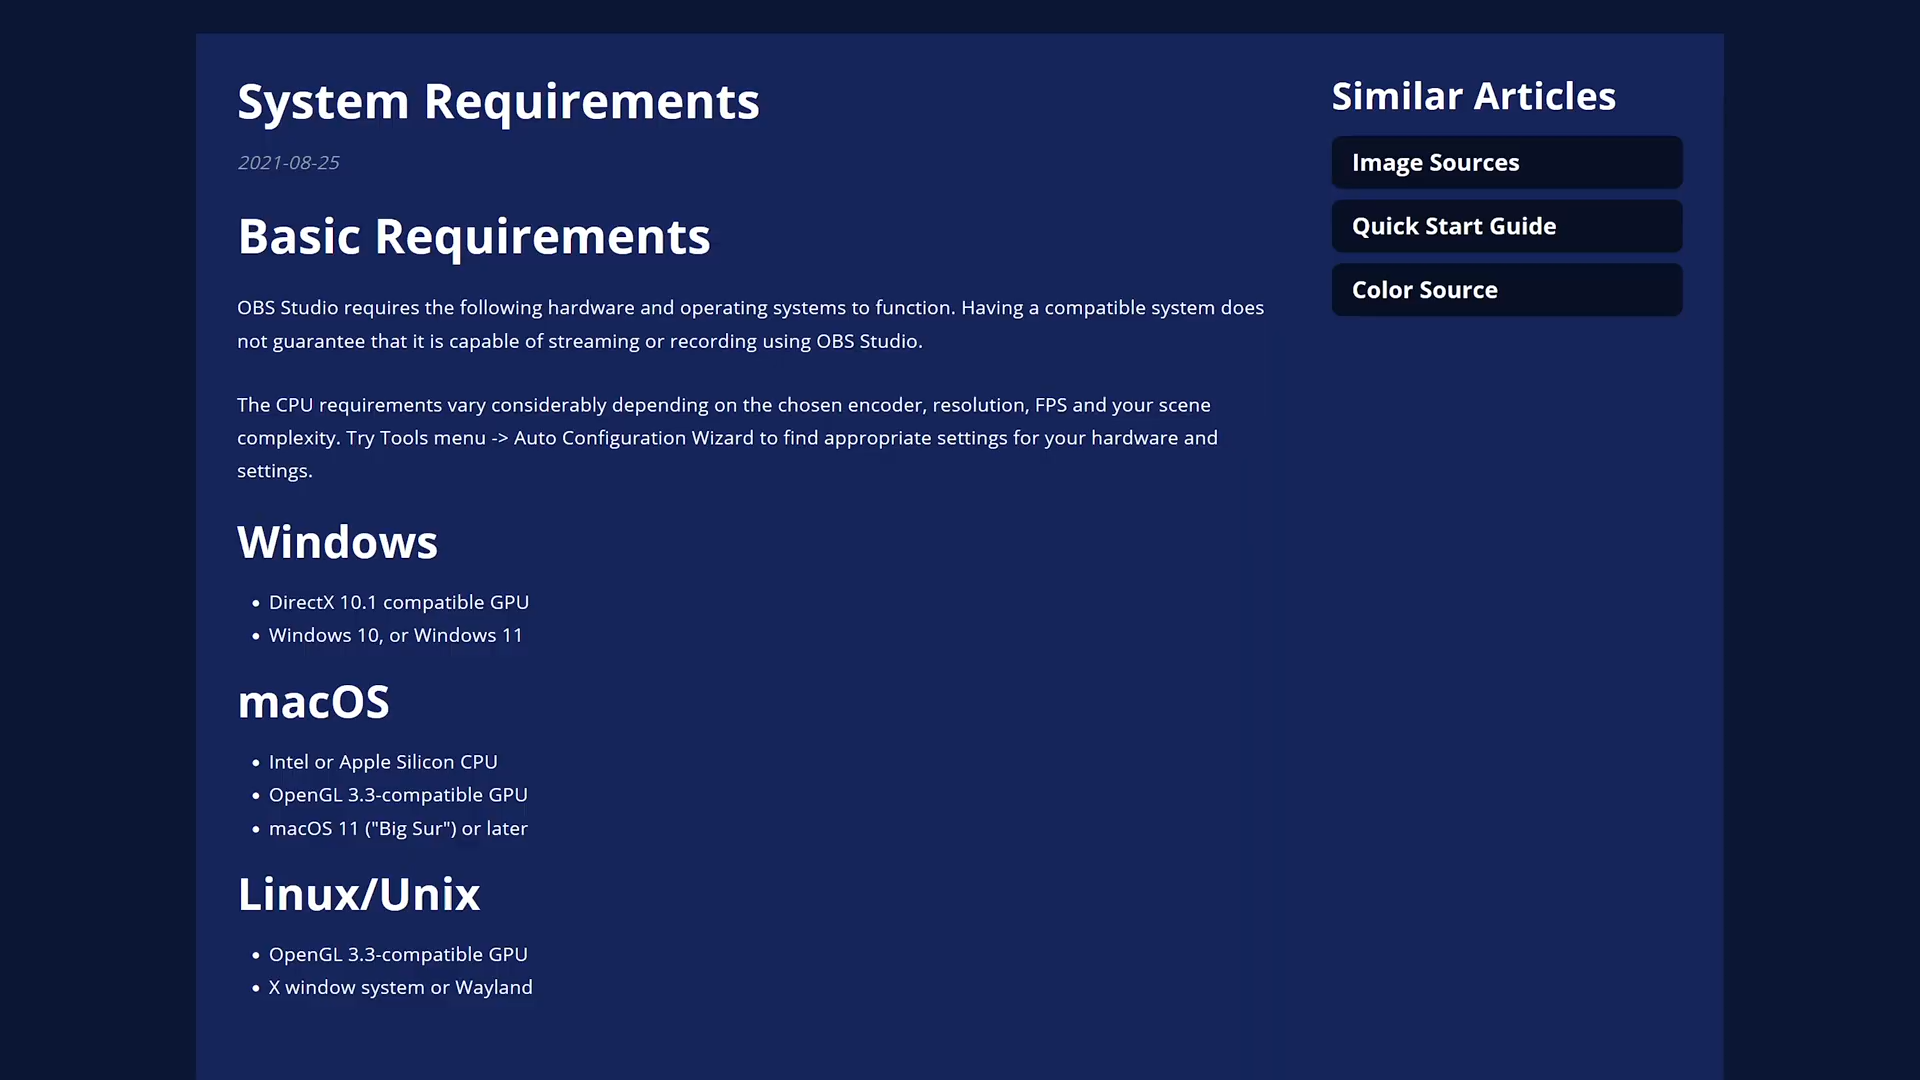 System Requirements
2021-08-25
Basic Requirements
OBS Studio requires the following hardware and operating systems to function. Having a compatible system does
not guarantee that it is capable of streaming or recording using OBS Studio.
The CPU requirements vary considerably depending on the chosen encoder, resolution, FPS and your scene
complexity. Try Tools menu -> Auto Configuration Wizard to find appropriate settings for your hardware and
settings.
Windows
• DirectX 10.1 compatible GPU
• Windows 10, or Windows 11
macOS
• Intel or Apple Silicon CPU
• OpenGL 3.3-compatible GPU
• macOS 11 ("Big Sur") or later
Linux/Unix
• OpenGL 3.3-compatible GPU
• X window system or Wayland
Similar Articles
Image Sources
Quick Start Guide
Color Source